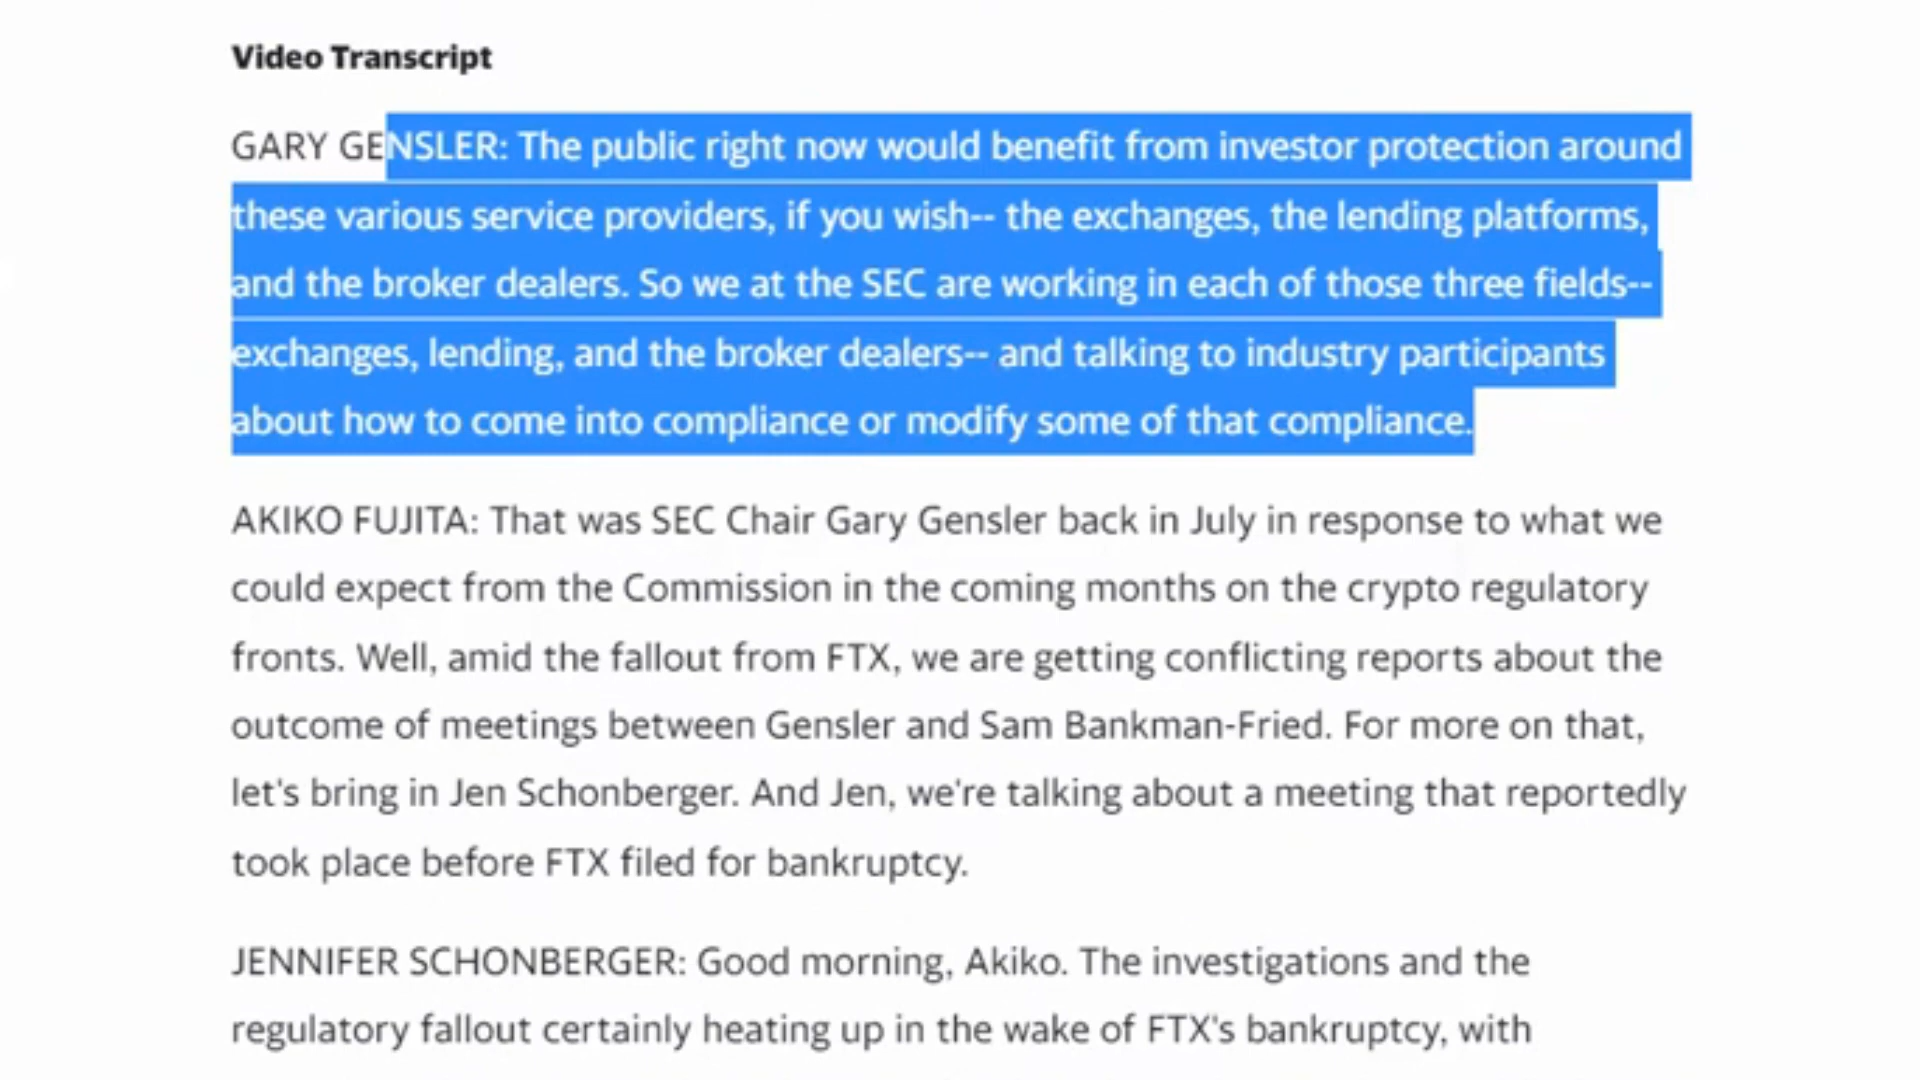 Video Transcript
GARY GENSLER: The public right now would benefit from investor protection around
these various service providers, if you wish-- the exchanges, the lending platforms,
and the broker dealers. So we at the SEC are working in each of those three fields--
exchanges, lending, and the broker dealers-- and talking to industry participants
about how to come into compliance or modify some of that compliance.
AKIKO FUJITA: That was SEC Chair Gary Gensler back in July in response to what we
could expect from the Commission in the coming months on the crypto regulatory
fronts. Well, amid the fallout from FTX, we are getting conflicting reports about the
outcome of meetings between Gensler and Sam Bankman-Fried. For more on that,
let's bring in Jen Schonberger. And Jen, we're talking about a meeting that reportedly
took place before FTX filed for bankruptcy.
JENNIFER SCHONBERGER: Good morning, Akiko. The investigations and the
regulatory fallout certainly heating up in the wake of FTX's bankruptcy, with